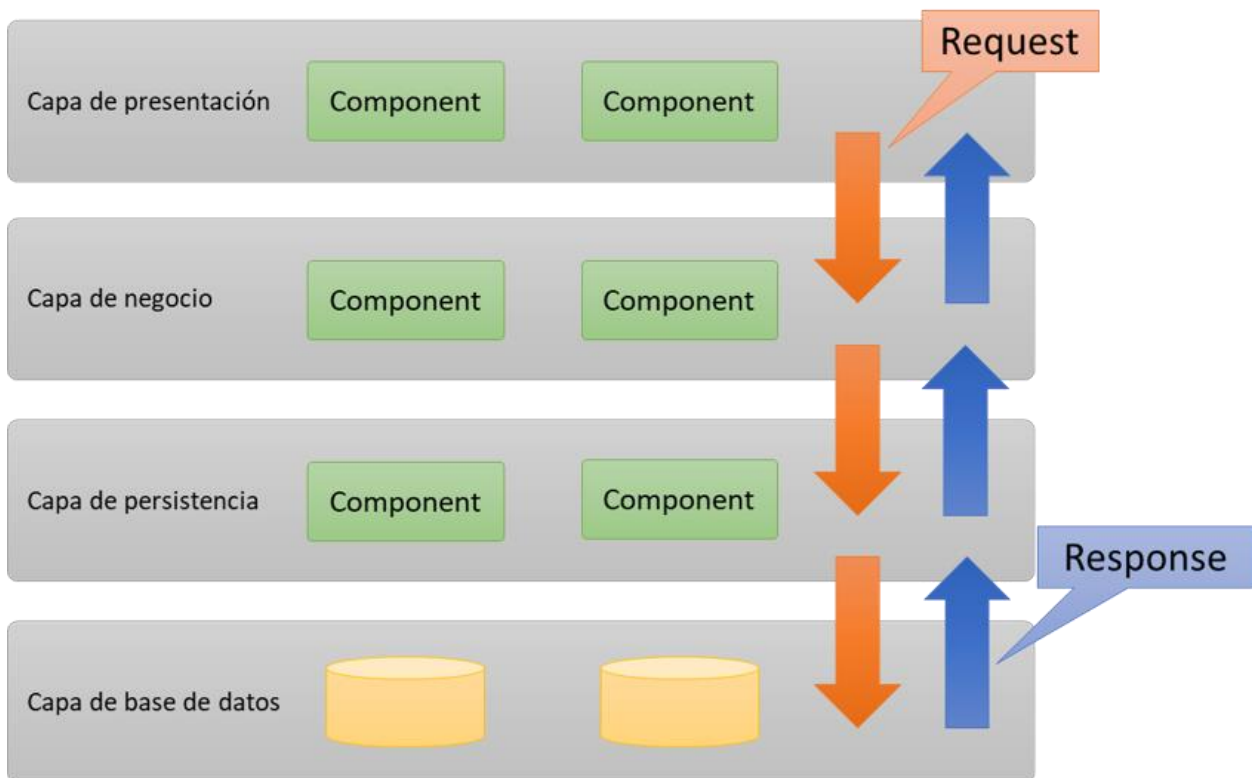 Request
Capa de presentación
Component
Component
Capa de negocio
Component
Component
Capa de persistencia
Component
Component
Response
Capa de base de datos